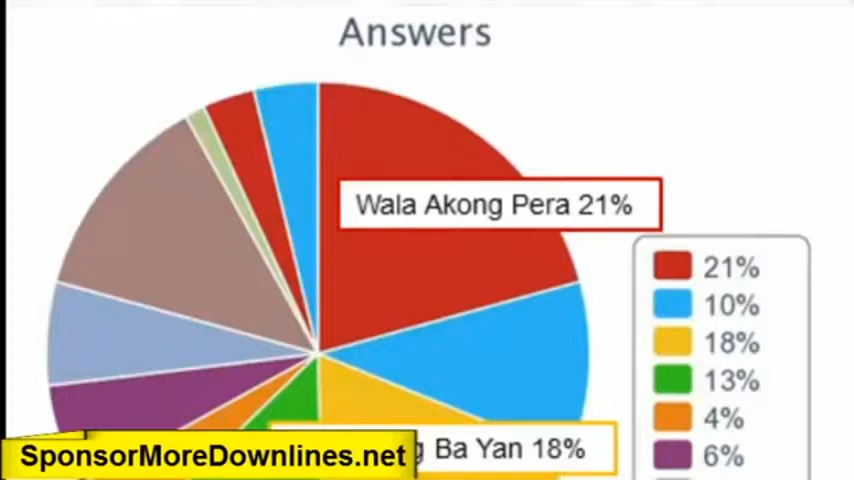 Answers
Wala Akong Pera 21%
21%
10%
18%
13%
4%
6%
Ba Yan 18%
SponsorMoreDownlines.net